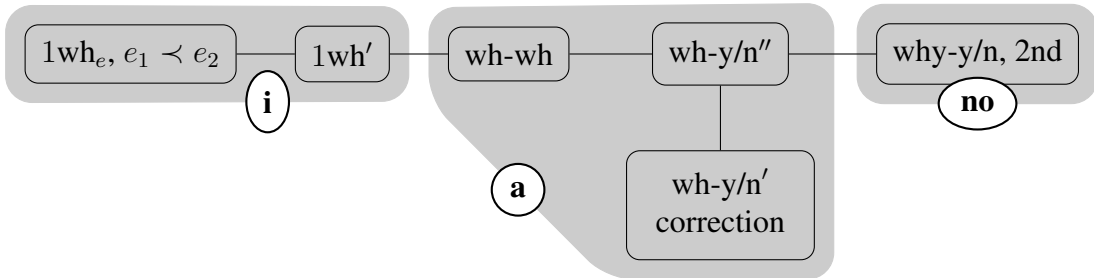 1wh_e, e_1 ≺ e_2
1wh′
wh-wh
wh-y/n″
why-y/n, 2nd
i
no
a
wh-y/n′
correction